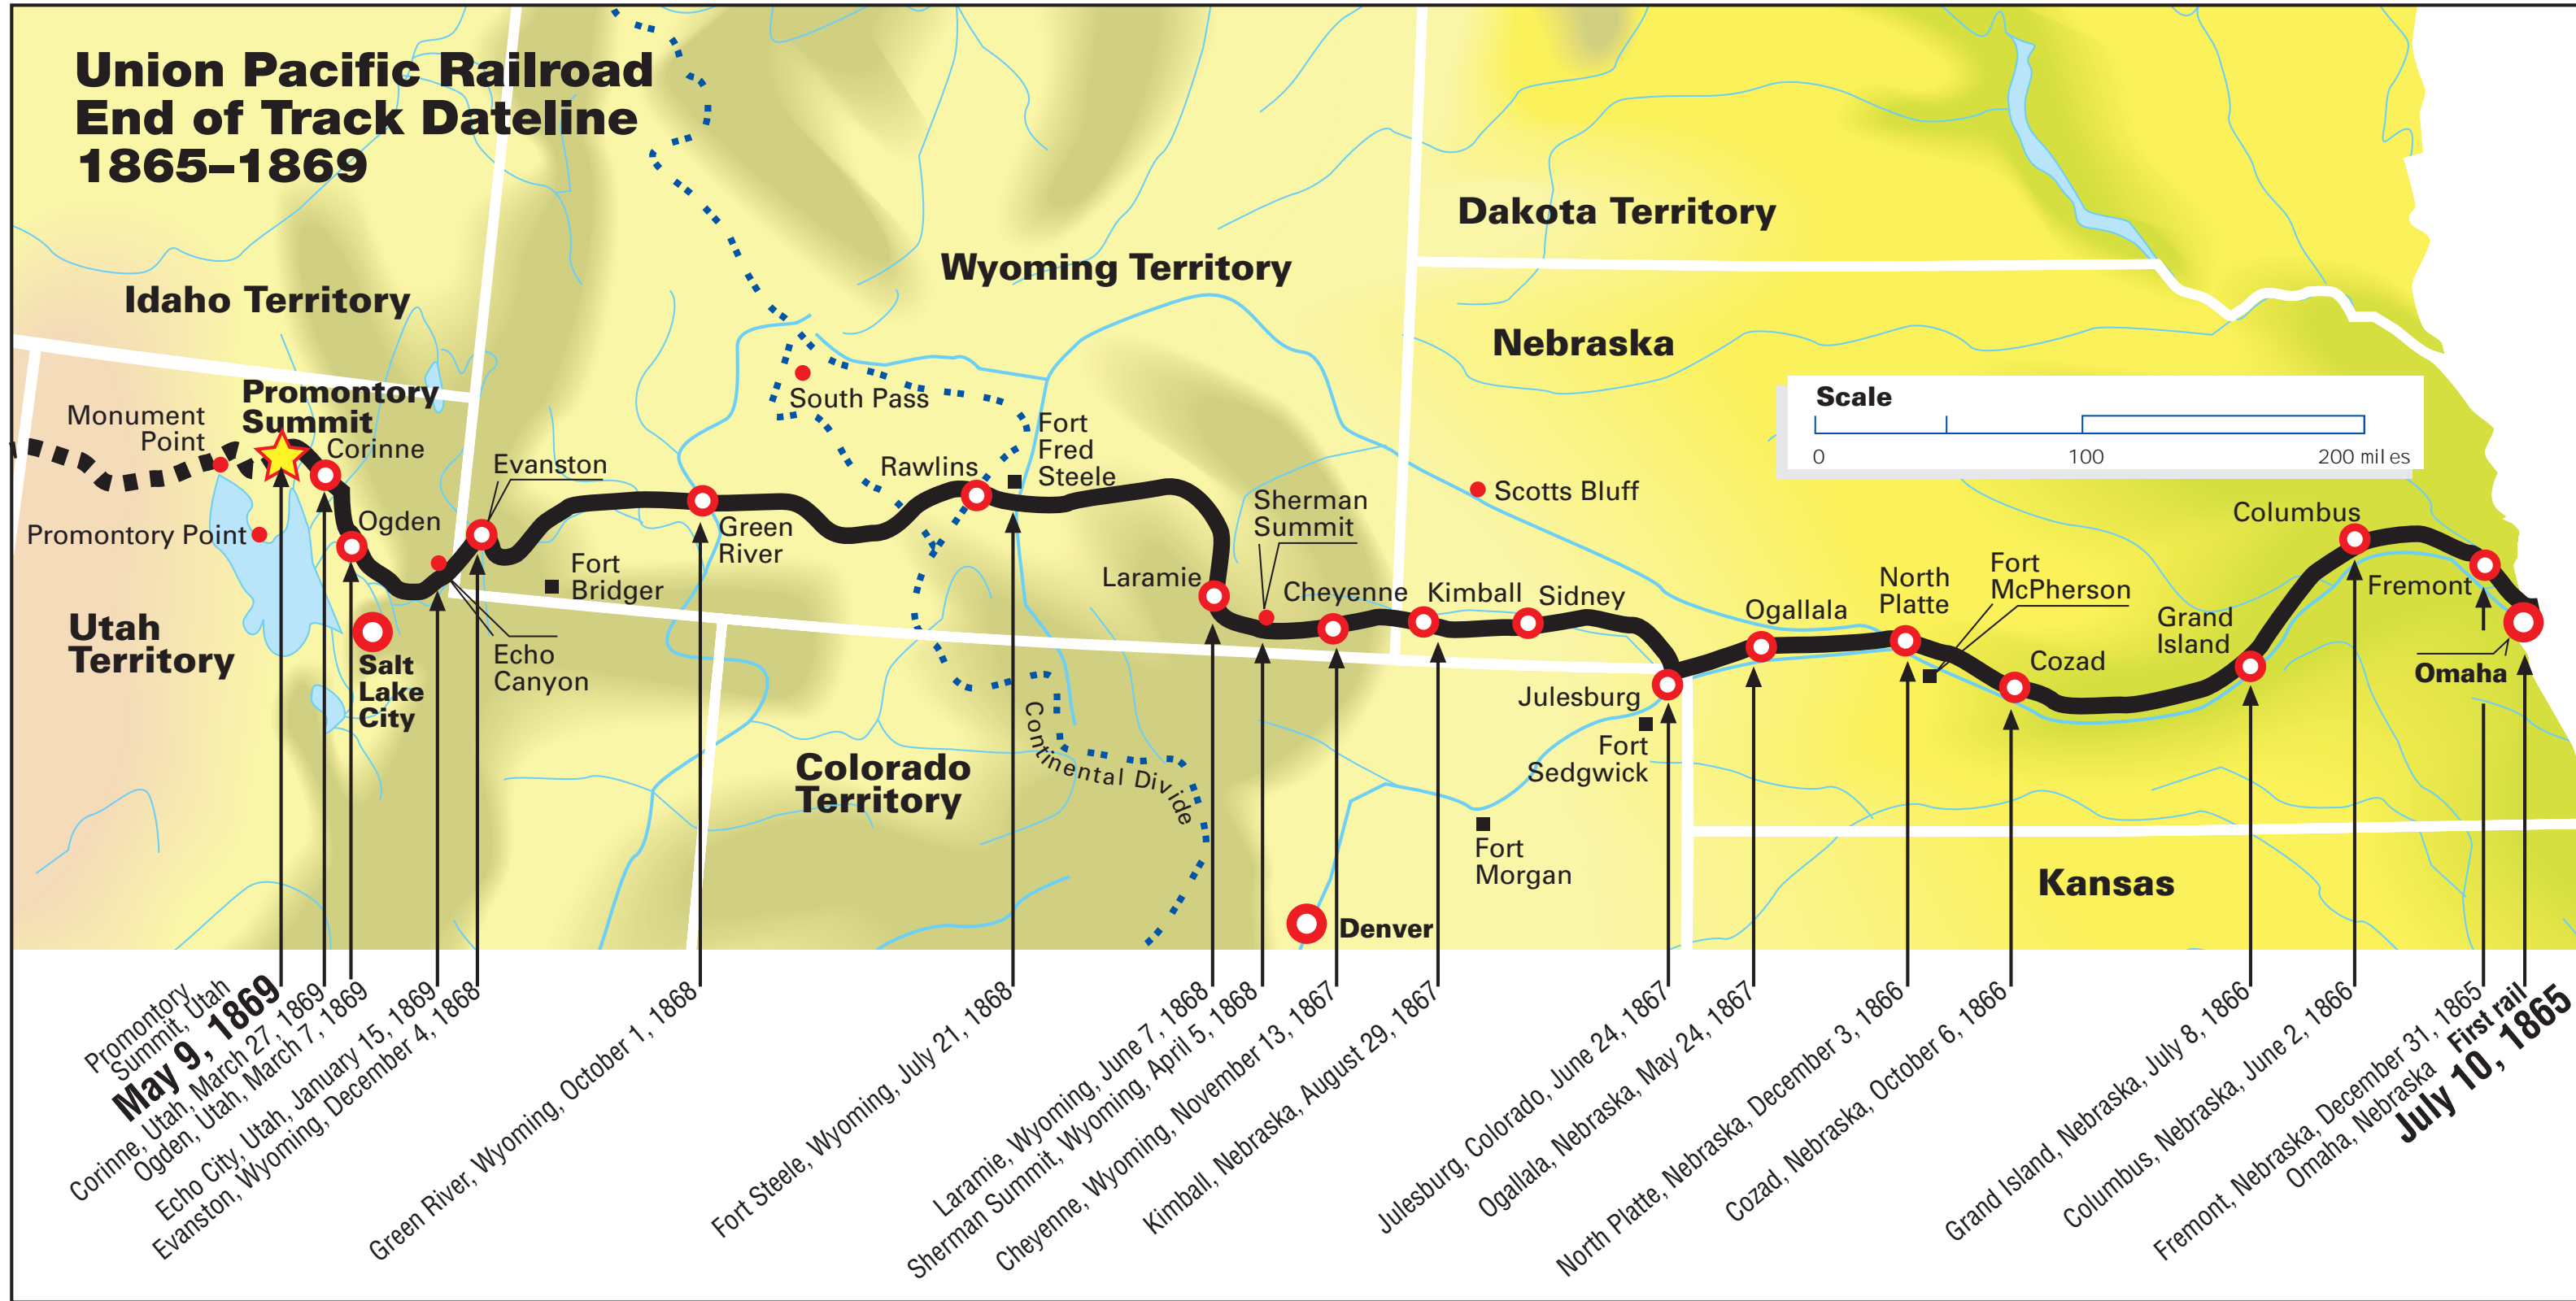 Union Pacific Railroad
End of Track Dateline
1865–1869
Dakota Territory
Wyoming Territory
Idaho Territory
Nebraska
Scale
0 100 200 miles
Promontory
Summit
Monument
Point
Corinne
South Pass
Fort
Fred
Steele
Evanston
Rawlins
Scotts Bluff
Sherman
Summit
Columbus
Ogden
Promontory Point
Green
River
Fort
Bridger
Laramie
Cheyenne
Kimball
Sidney
North
Platte
Fort
McPherson
Fremont
Ogallala
Grand
Island
Utah
Territory
Salt
Lake
City
Echo
Canyon
Cozad
Omaha
Julesburg
Fort
Sedgwick
Continental Divide
Colorado
Territory
Fort
Morgan
Kansas
Denver
Promontory
Summit, Utah
May 9, 1869
Corinne, Utah, March 27, 1869
Ogden, Utah, March 7, 1869
Echo City, Utah, January 15, 1869
Evanston, Wyoming, December 4, 1868
Green River, Wyoming, October 1, 1868
Fort Steele, Wyoming, July 21, 1868
Laramie, Wyoming, June 7, 1868
Sherman Summit, Wyoming, April 5, 1868
Cheyenne, Wyoming, November 13, 1867
Kimball, Nebraska, August 29, 1867
Julesburg, Colorado, June 24, 1867
Ogallala, Nebraska, May 24, 1867
North Platte, Nebraska, December 3, 1866
Cozad, Nebraska, October 6, 1866
Grand Island, Nebraska, July 8, 1866
Columbus, Nebraska, June 2, 1866
Fremont, Nebraska, December 31, 1865
Omaha, Nebraska First rail
July 10, 1865